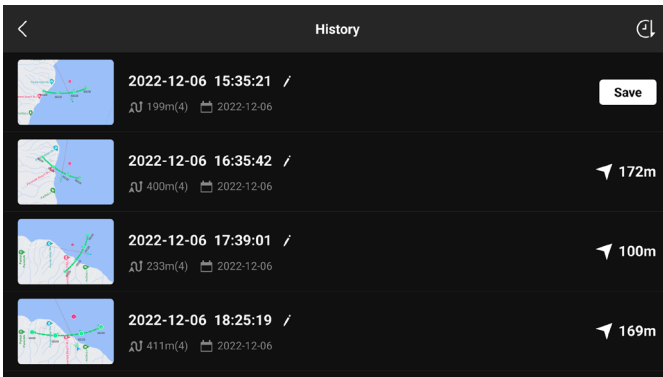 History
2022-12-06 15:35:21
199m(4) 2022-12-06
Save
2022-12-06 16:35:42
400m(4) 2022-12-06
172m
2022-12-06 17:39:01
233m(4) 2022-12-06
100m
2022-12-06 18:25:19
411m(4) 2022-12-06
169m